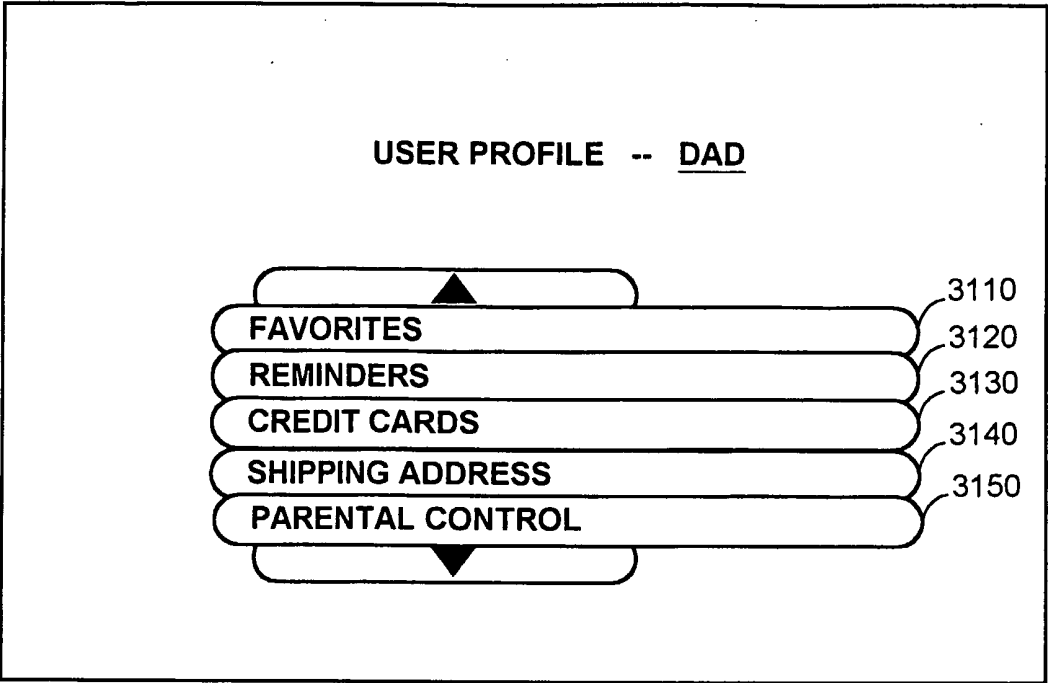 USER PROFILE -- DAD
FAVORITES 3110
REMINDERS 3120
CREDIT CARDS 3130
SHIPPING ADDRESS 3140
PARENTAL CONTROL 3150